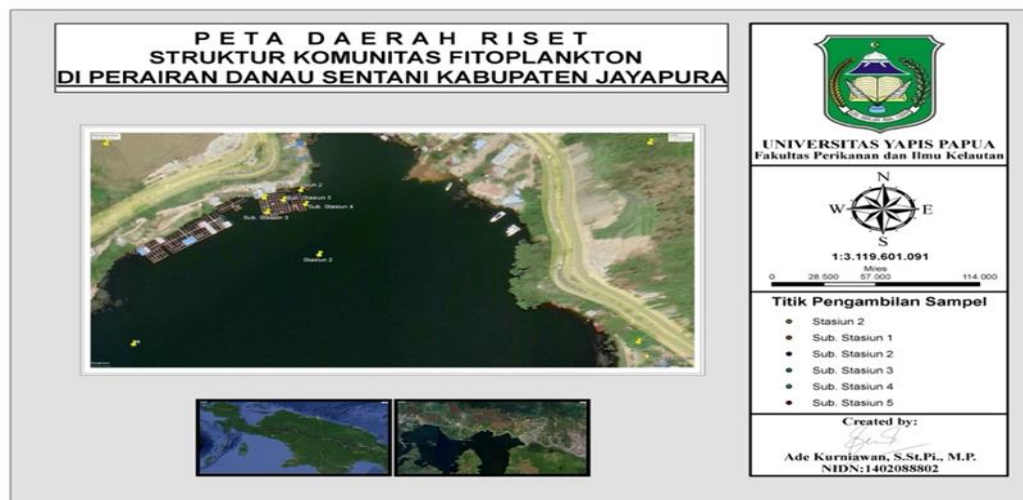 PETA DAERAH RISET
STRUKTUR KOMUNITAS FITOPLANKTON
DI PERAIRAN DANAU SENTANI KABUPATEN JAYAPURA
Sub. Stasiun 5
Sub. Stasiun 4
Sub. Stasiun 3
Stasiun 2
UNIVERSITAS YAPIS PAPUA
Fakultas Perikanan dan Ilmu Kelautan
N
W E
S
1:3.119.601.091
Miles
0 28.500 57.000 114.000
Titik Pengambilan Sampel
Stasiun 2
Sub. Stasiun 1
Sub. Stasiun 2
Sub. Stasiun 3
Sub. Stasiun 4
Sub. Stasiun 5
Created by:
Ade Kurniawan, S.St.Pi., M.P.
NIDN:1402088802